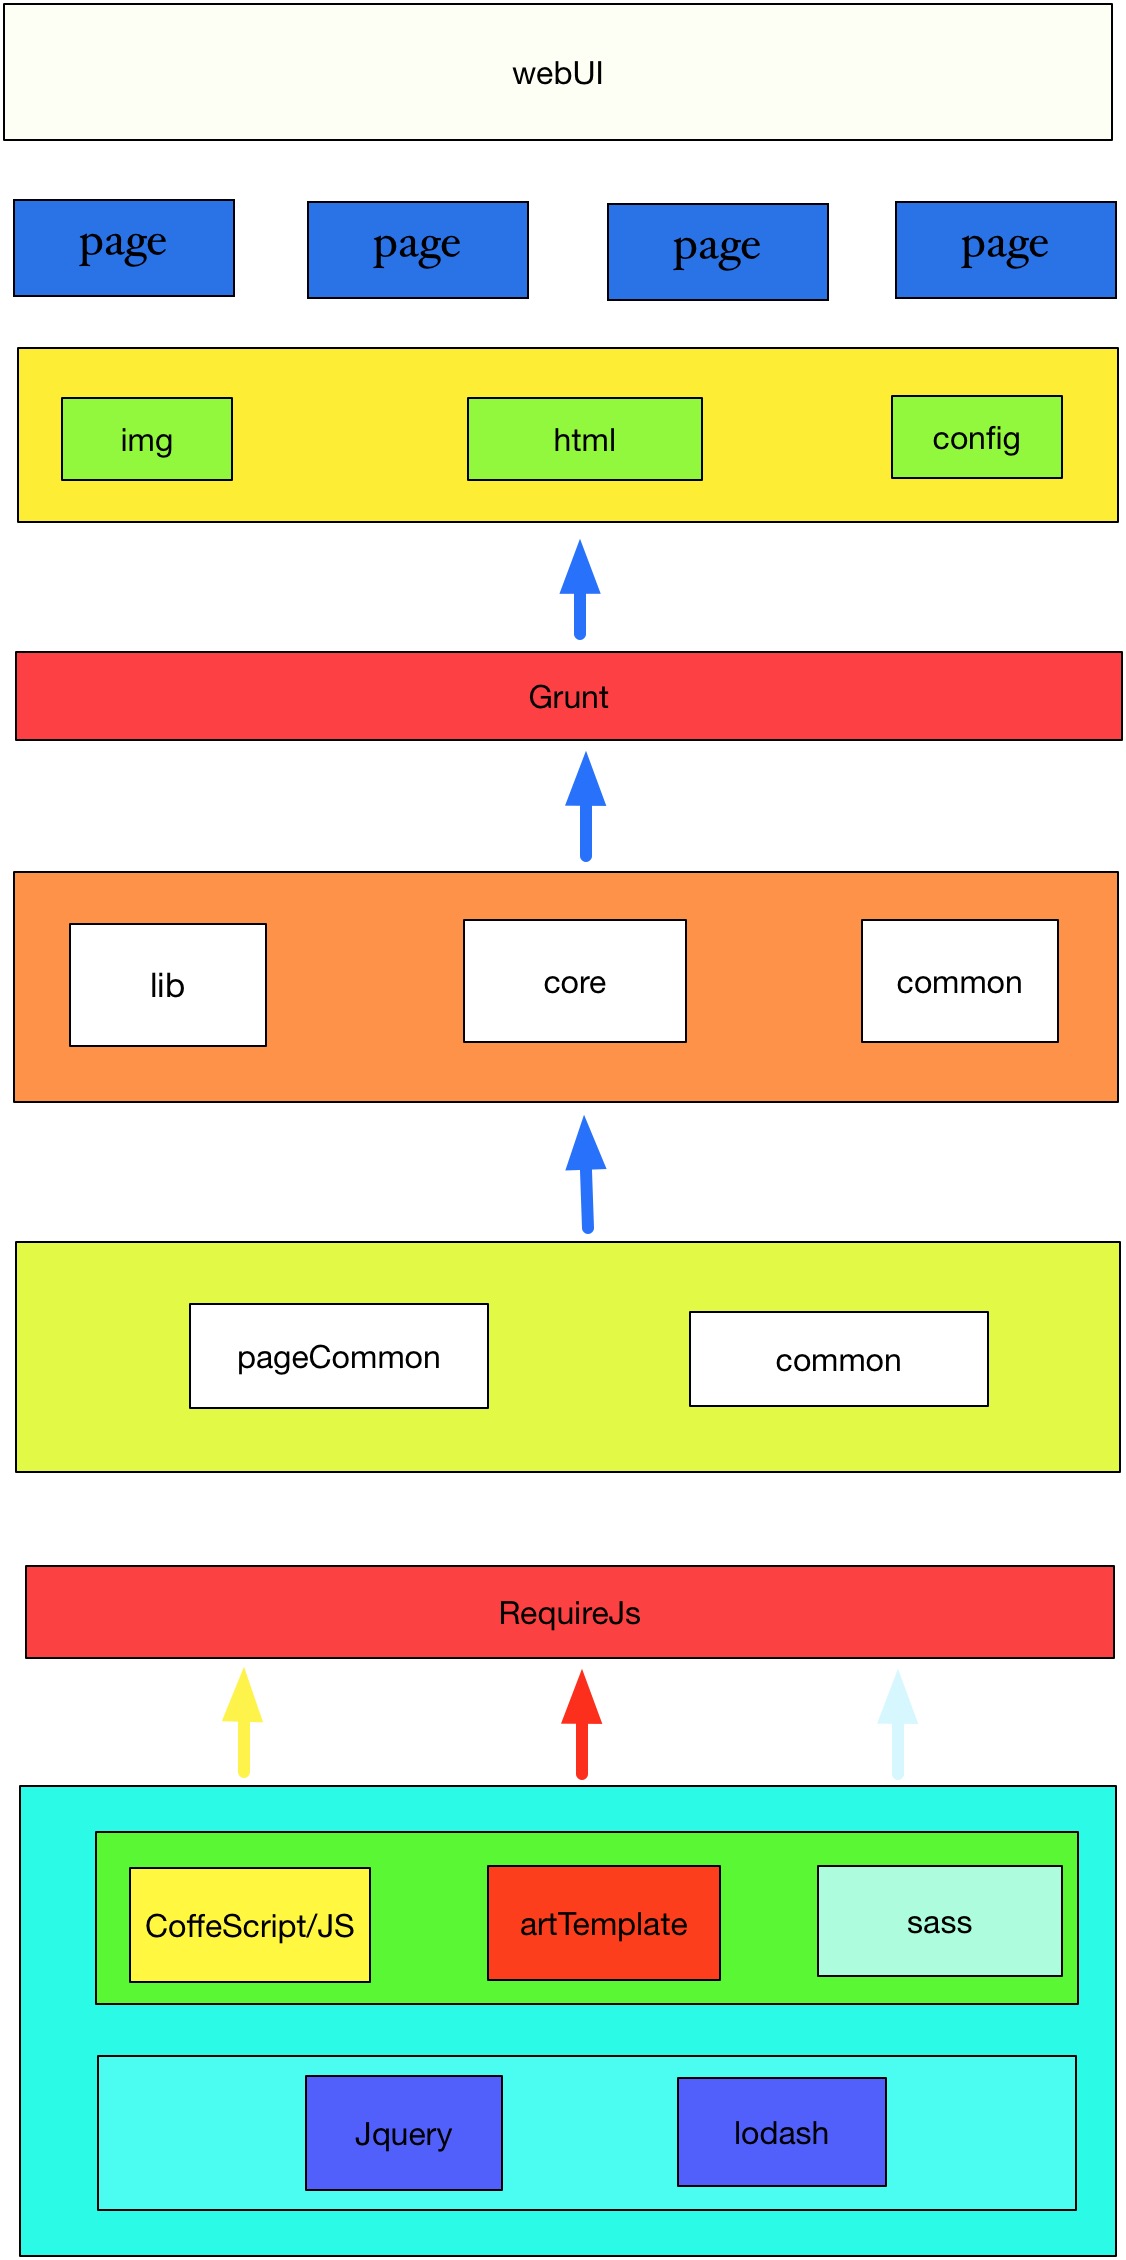 webUI
page
page
page
page
img
html
config
Grunt
lib
core
common
pageCommon
common
RequireJs
CoffeScript/JS
artTemplate
sass
Jquery
lodash